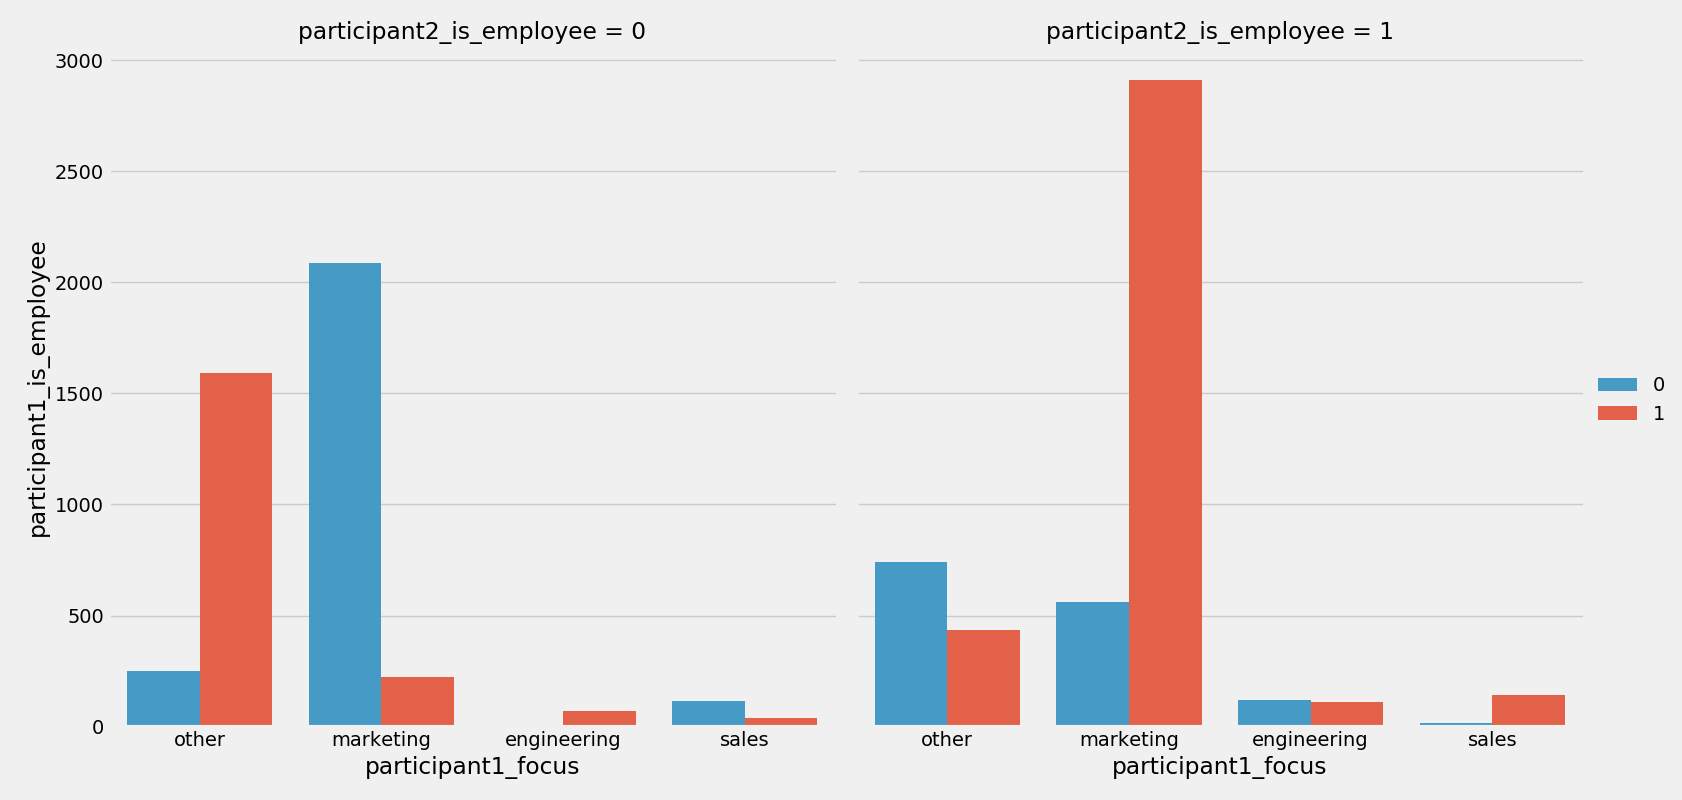 participant2_is_employee = 0
participant2_is_employee = 1
participant1_is_employee
3000
2500
2000
1500
1000
500
0
other marketing engineering sales
other marketing engineering sales
participant1_focus
participant1_focus
0
1